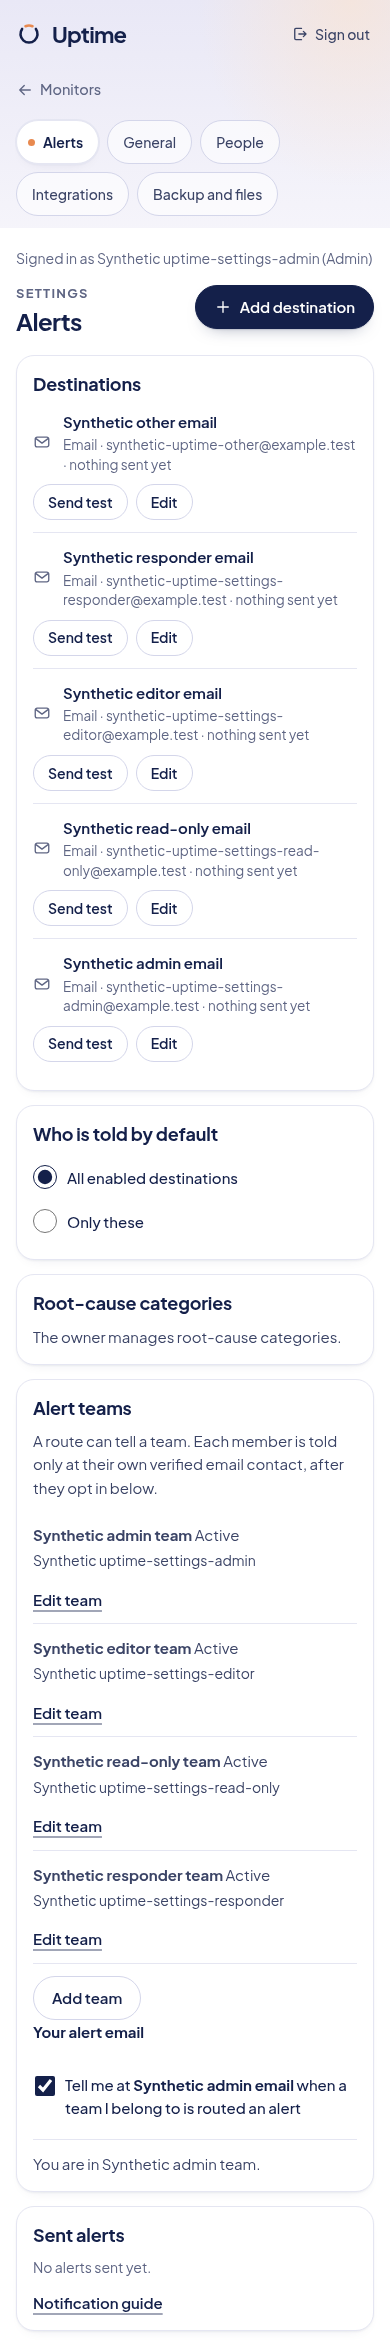 Uptime
Sign out
Monitors
Alerts
General
People
Integrations
Backup and files
Signed in as Synthetic uptime-settings-admin (Admin)
SETTINGS
Alerts
Add destination
Destinations
Synthetic other email
Email · synthetic-uptime-other@example.test
· nothing sent yet
Send test
Edit
Synthetic responder email
Email · synthetic-uptime-settings-
responder@example.test · nothing sent yet
Send test
Edit
Synthetic editor email
Email · synthetic-uptime-settings-
editor@example.test · nothing sent yet
Send test
Edit
Synthetic read-only email
Email · synthetic-uptime-settings-read-
only@example.test · nothing sent yet
Send test
Edit
Synthetic admin email
Email · synthetic-uptime-settings-
admin@example.test · nothing sent yet
Send test
Edit
Who is told by default
All enabled destinations
Only these
Root-cause categories
The owner manages root-cause categories.
Alert teams
A route can tell a team. Each member is told
only at their own verified email contact, after
they opt in below.
Synthetic admin team Active
Synthetic uptime-settings-admin
Edit team
Synthetic editor team Active
Synthetic uptime-settings-editor
Edit team
Synthetic read-only team Active
Synthetic uptime-settings-read-only
Edit team
Synthetic responder team Active
Synthetic uptime-settings-responder
Edit team
Add team
Your alert email
Tell me at Synthetic admin email when a
team I belong to is routed an alert
You are in Synthetic admin team.
Sent alerts
No alerts sent yet.
Notification guide